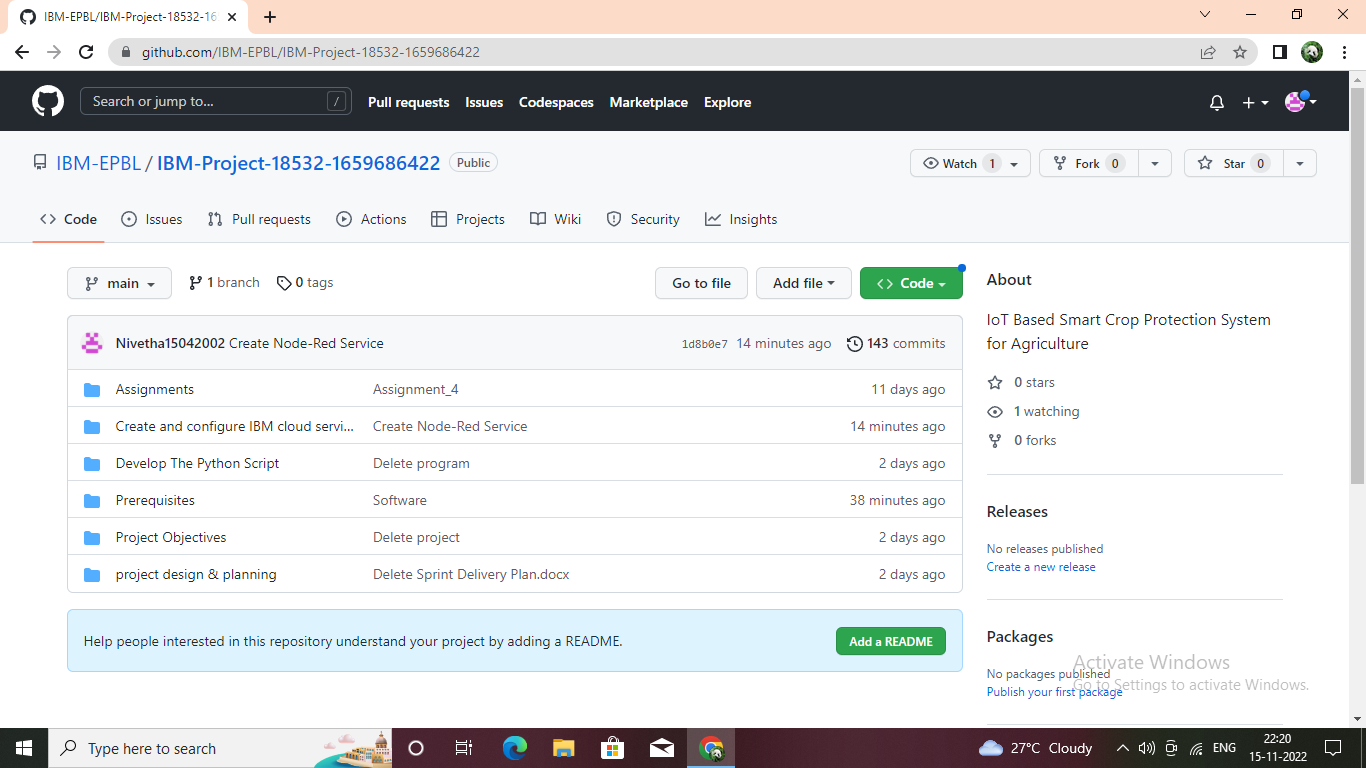 IBM-EPBL/IBM-Project-18532-16
github.com/IBM-EPBL/IBM-Project-18532-1659686422
Search or jump to... /
Pull requests Issues Codespaces Marketplace Explore
IBM-EPBL / IBM-Project-18532-1659686422 Public
Watch 1 Fork 0 Star 0
Code Issues Pull requests Actions Projects Wiki Security Insights
main 1 branch 0 tags Go to file Add file Code
Nivetha15042002 Create Node-Red Service 1d8b0e7 14 minutes ago 143 commits
Assignments Assignment_4 11 days ago
Create and configure IBM cloud servi... Create Node-Red Service 14 minutes ago
Develop The Python Script Delete program 2 days ago
Prerequisites Software 38 minutes ago
Project Objectives Delete project 2 days ago
project design & planning Delete Sprint Delivery Plan.docx 2 days ago
Help people interested in this repository understand your project by adding a README. Add a README
About
IoT Based Smart Crop Protection System
for Agriculture
0 stars
1 watching
0 forks
Releases
No releases published
Create a new release
Packages
No packages published
Publish your first package
Activate Windows
Go to Settings to activate Windows.
Type here to search
27°C Cloudy ENG 22:20
15-11-2022